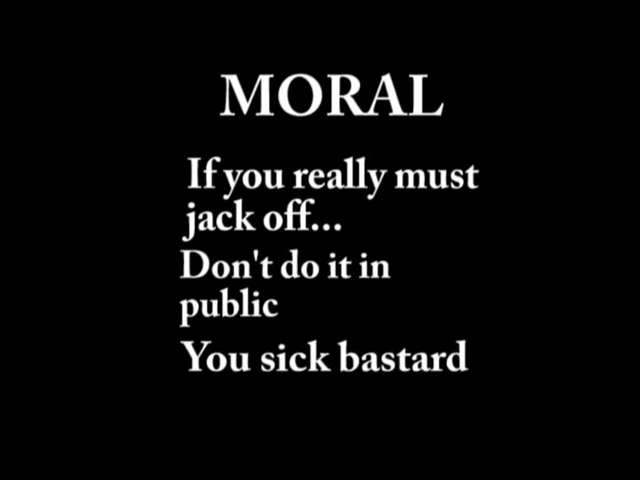 MORAL
If you really must
jack off...
Don't do it in
public
You sick bastard